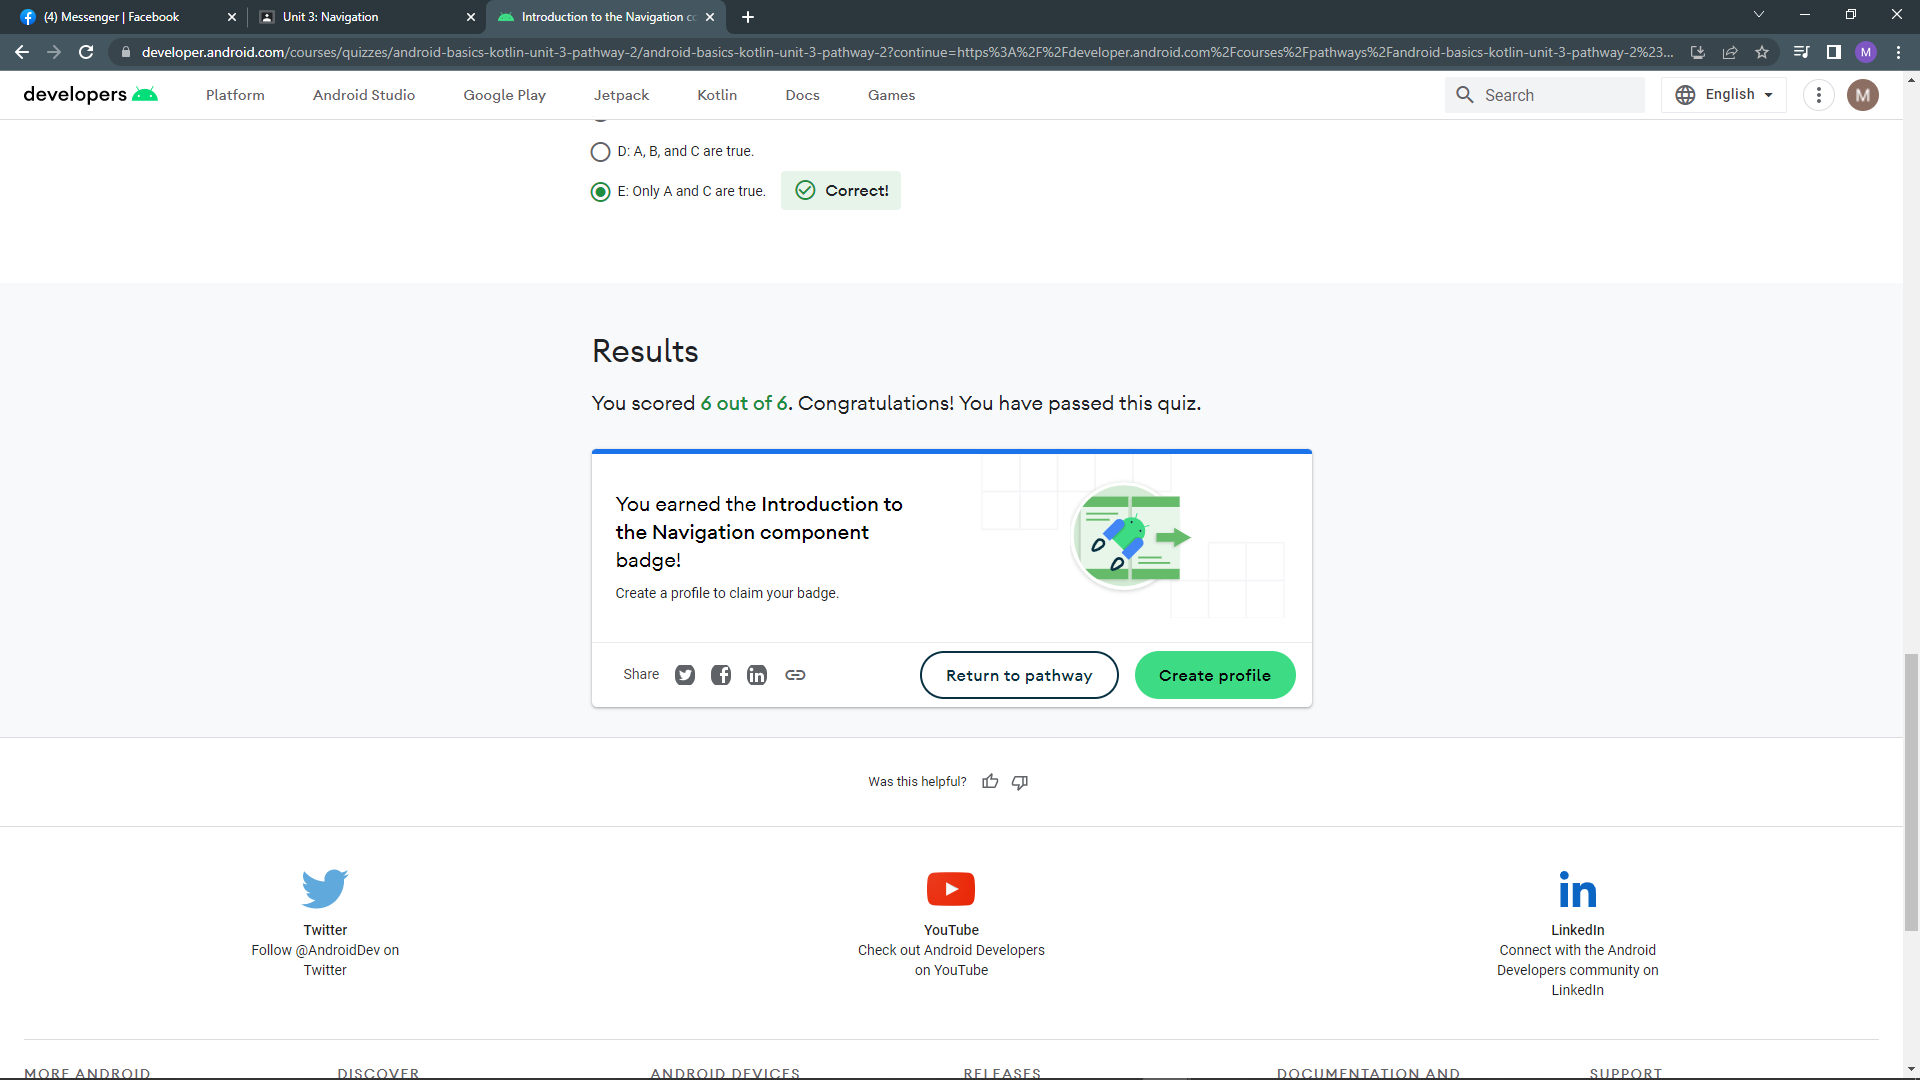 (4) Messenger | Facebook
Unit 3: Navigation
Introduction to the Navigation co
developer.android.com/courses/quizzes/android-basics-kotlin-unit-3-pathway-2/android-basics-kotlin-unit-3-pathway-2?continue=https%3A%2F%2Fdeveloper.android.com%2Fcourses%2Fpathways%2Fandroid-basics-kotlin-unit-3-pathway-2%23...
M
developers
Platform
Android Studio
Google Play
Jetpack
Kotlin
Docs
Games
Search
English
M
D: A, B, and C are true.
E: Only A and C are true.
Correct!
Results
You scored 6 out of 6. Congratulations! You have passed this quiz.
You earned the Introduction to
the Navigation component
badge!
Create a profile to claim your badge.
Share
Return to pathway
Create profile
Was this helpful?
Twitter
Follow @AndroidDev on
Twitter
YouTube
Check out Android Developers
on YouTube
LinkedIn
Connect with the Android
Developers community on
LinkedIn
MORE ANDROID
DISCOVER
ANDROID DEVICES
RELEASES
DOCUMENTATION AND
SUPPORT